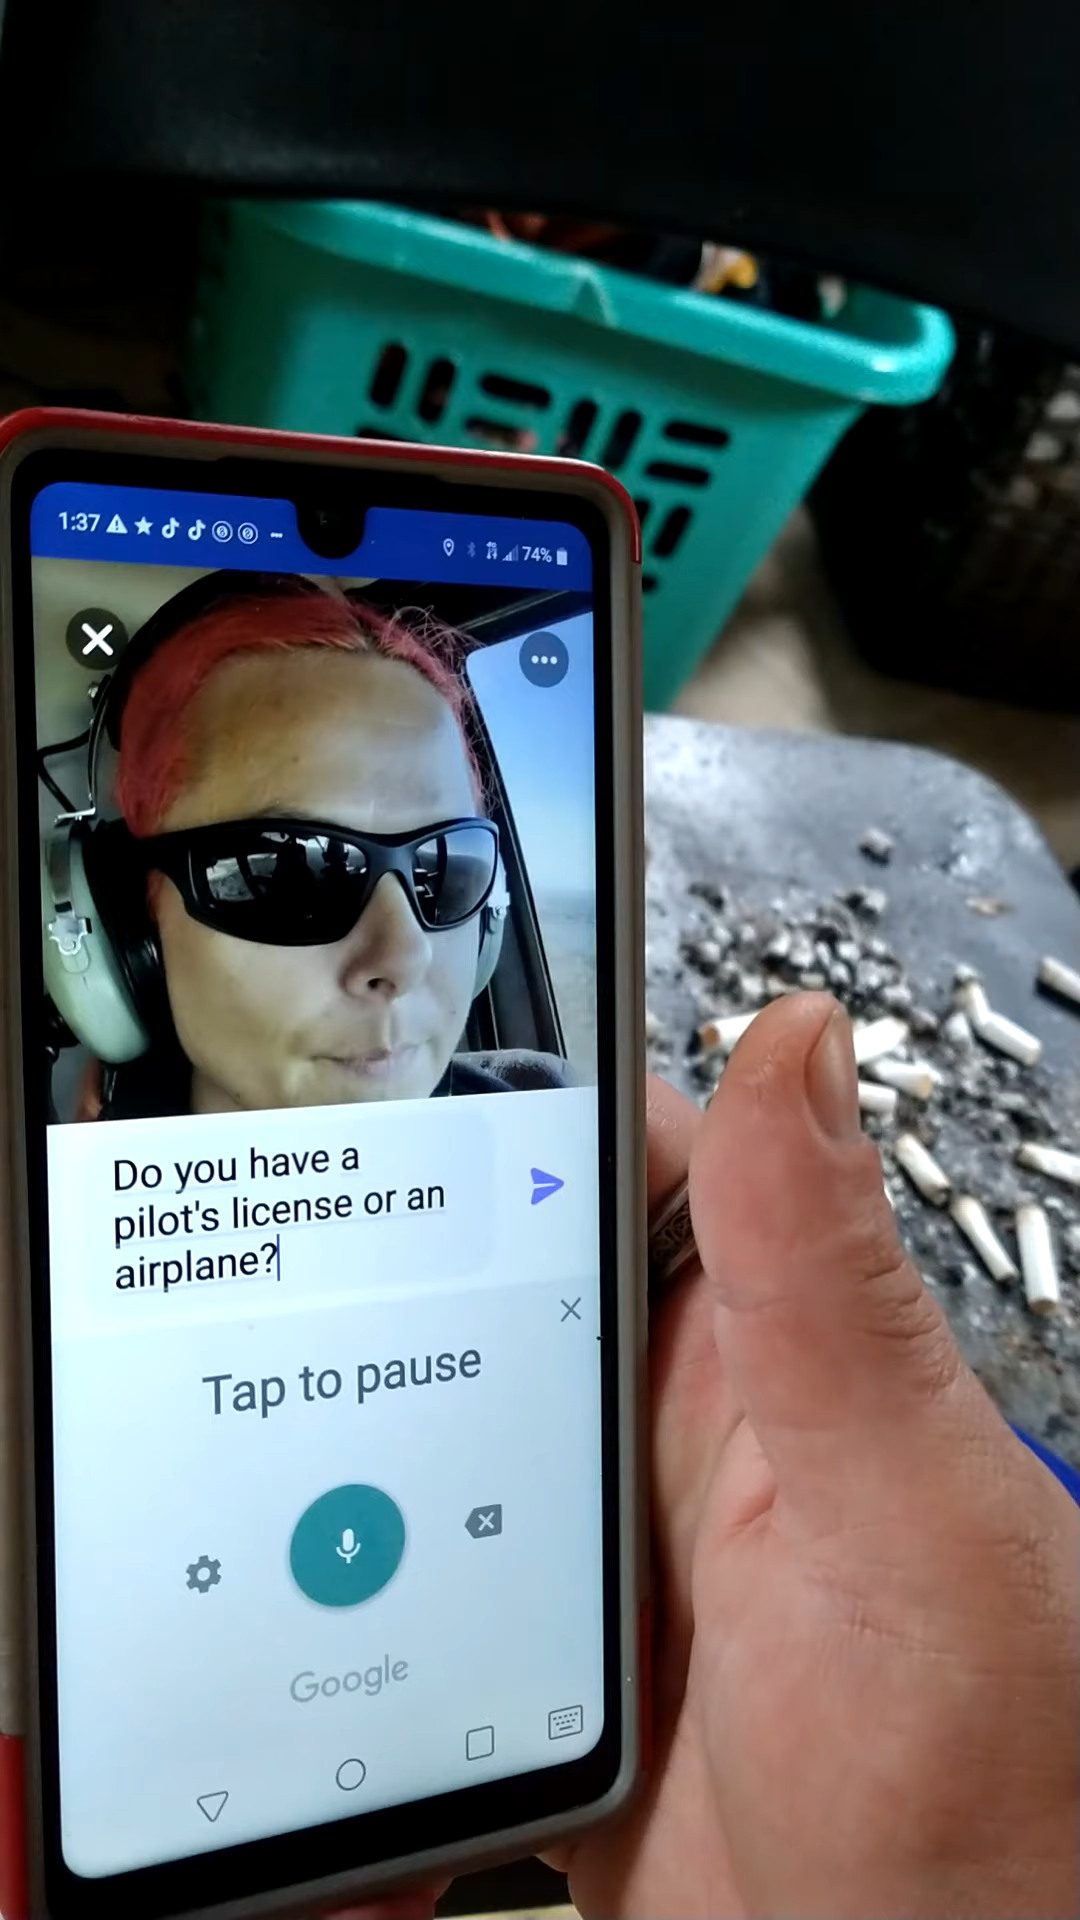 1:37
74%
Do you have a
pilot's license or an
airplane?
Tap to pause
Google